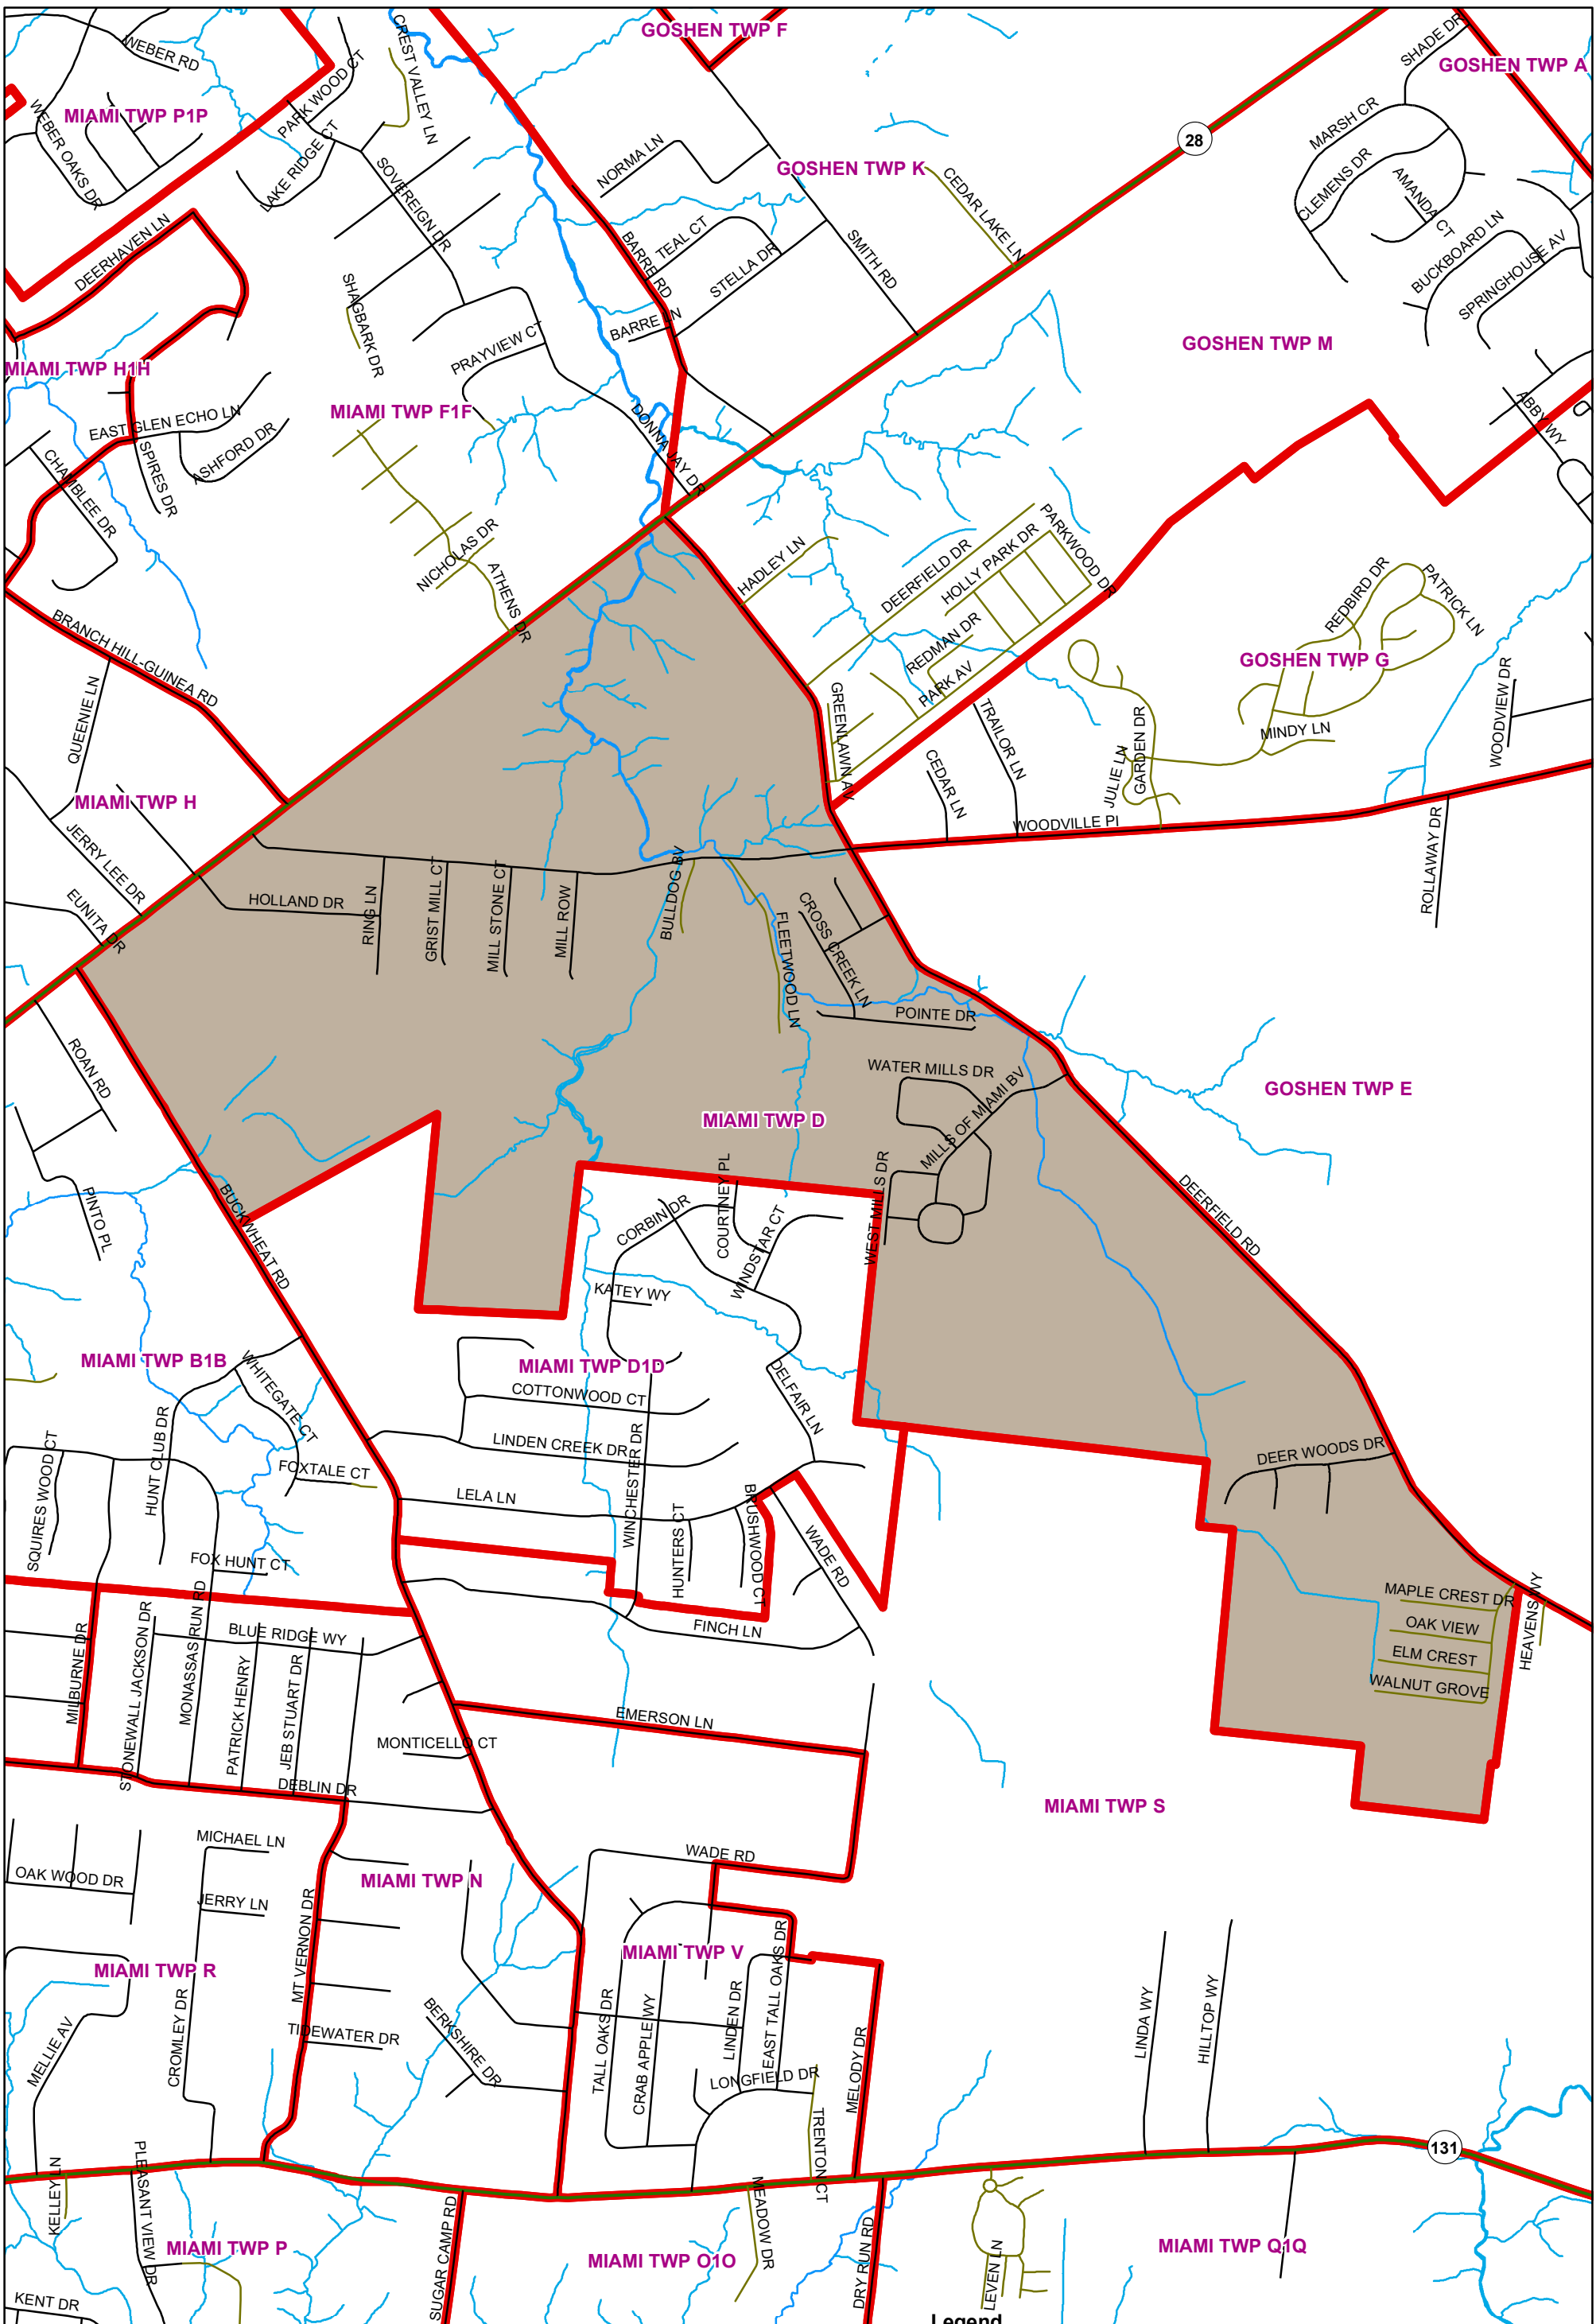 GOSHEN TWP F
SHADE DR
GOSHEN TWP A
CREST VALLEY LN
WEBER RD
PARK WOOD CT
MIAMI TWP P1P
WEBER OAKS DR
LAKE RIDGE CT
SOVEREIGN DR
NORMA LN
28
MARSH CR
CLEMENS DR
AMANDA CT
GOSHEN TWP K
CEDAR LAKE LN
DEERHAVEN LN
BARRE RD
TEAL CT
STELLA DR
SMITH RD
BUCKBOARD LN
SPRINGHOUSE AV
SHAGBARK DR
BARRE LN
PRAYVIEW CT
GOSHEN TWP M
MIAMI TWP H1H
MIAMI TWP F1F
DONNA JAY DR
ABBY WY
EAST GLEN ECHO LN
SPIRES DR
ASHFORD DR
CHAMBLEE DR
NICHOLAS DR
ATHENS DR
HADLEY LN
DEERFIELD DR
HOLLY PARK DR
PARKWOOD DR
REDMAN DR
PARK AV
REDBIRD DR
PATRICK LN
BRANCH HILL-GUINEA RD
GOSHEN TWP G
QUEENIE LN
GREENLAWN AV
TRAILOR LN
CEDAR LN
JULIE LN
GARDEN DR
MINDY LN
WOODVIEW DR
MIAMI TWP H
WOODVILLE PI
JERRY LEE DR
EUNITA DR
HOLLAND DR
RING LN
GRIST MILL CT
MILL STONE CT
MILL ROW
BULLDOG BV
FLEETWOOD LN
CROSS CREEK LN
ROLLAWAY DR
POINTE DR
ROAN RD
WATER MILLS DR
MILLS OF MIAMI BV
GOSHEN TWP E
MIAMI TWP D
PINTO PL
BUCKWHEAT RD
CORBIN DR
COURTNEY PL
WINDSTAR CT
WEST MILLS DR
DEERFIELD RD
KATEY WY
MIAMI TWP B1B
WHITEGATE CT
MIAMI TWP D1D
DELFAIR LN
COTTONWOOD CT
HUNT CLUB DR
SQUIRES WOOD CT
LINDEN CREEK DR
WINCHESTER DR
DEER WOODS DR
FOXTALE CT
LELA LN
HUNTERS CT
BRUSHWOOD CT
WADE RD
FOX HUNT CT
MAPLE CREST DR
HEAVENS WY
MILBURNE DR
STONEWALL JACKSON DR
MONASSAS RUN RD
BLUE RIDGE WY
FINCH LN
OAK VIEW
ELM CREST
WALNUT GROVE
PATRICK HENRY
JEB STUART DR
EMERSON LN
MONTICELLO CT
DEBLIN DR
MIAMI TWP S
MICHAEL LN
WADE RD
OAK WOOD DR
MIAMI TWP N
JERRY LN
MT VERNON DR
MIAMI TWP V
MIAMI TWP R
CROMLEY DR
MELLIE AV
TIDEWATER DR
BERKSHIRE DR
TALL OAKS DR
CRAB APPLE WY
LINDEN DR
EAST TALL OAKS DR
LONGFIELD DR
MELODY DR
TRENTON CT
LINDA WY
HILLTOP WY
131
KELLEY LN
PLEASANT VIEW DR
MIAMI TWP P
SUGAR CAMP RD
MIAMI TWP O1O
MEADOW DR
DRY RUN RD
LEVEN LN
MIAMI TWP Q1Q
KENT DR
Legend